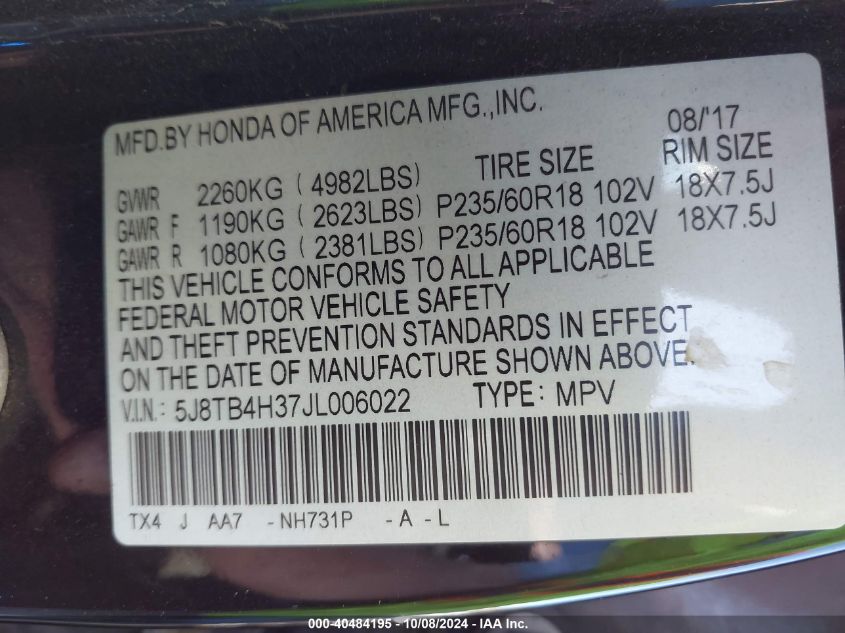 MFD.BY HONDA OF AMERICA MFG.,INC. 08/'17
TIRE SIZE RIM SIZE
GVWR 2260KG ( 4982LBS)
GAWR F 1190KG ( 2623LBS) P235/60R18 102V 18X7.5J
GAWR R 1080KG ( 2381LBS) P235/60R18 102V 18X7.5J
THIS VEHICLE CONFORMS TO ALL APPLICABLE
FEDERAL MOTOR VEHICLE SAFETY
AND THEFT PREVENTION STANDARDS IN EFFECT
ON THE DATE OF MANUFACTURE SHOWN ABOVE.
V.I.N.: 5J8TB4H37JL006022 TYPE: MPV
TX4 J AA7 -NH731P -A -L
000-40484195 - 10/08/2024 - IAA Inc.